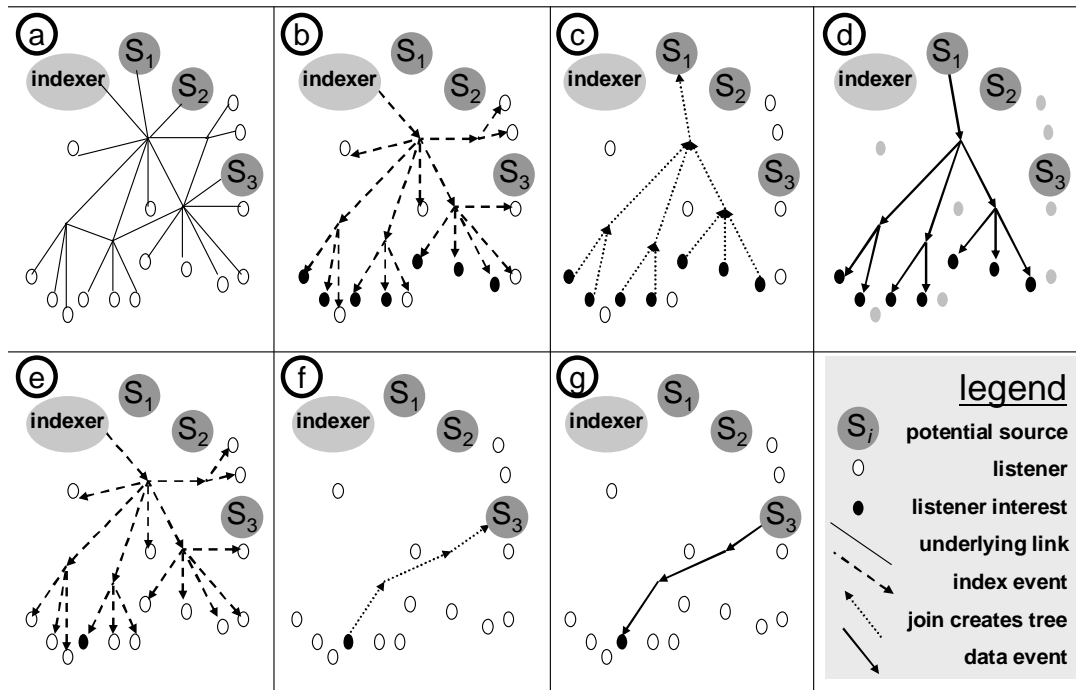 a
indexer
S1
S2
S3
b
indexer
S1
S2
S3
c
indexer
S1
S2
S3
d
indexer
S1
S2
S3
e
indexer
S1
S2
S3
f
indexer
S1
S2
S3
g
indexer
S1
S2
S3
legend
Si potential source
listener
listener interest
underlying link
index event
join creates tree
data event